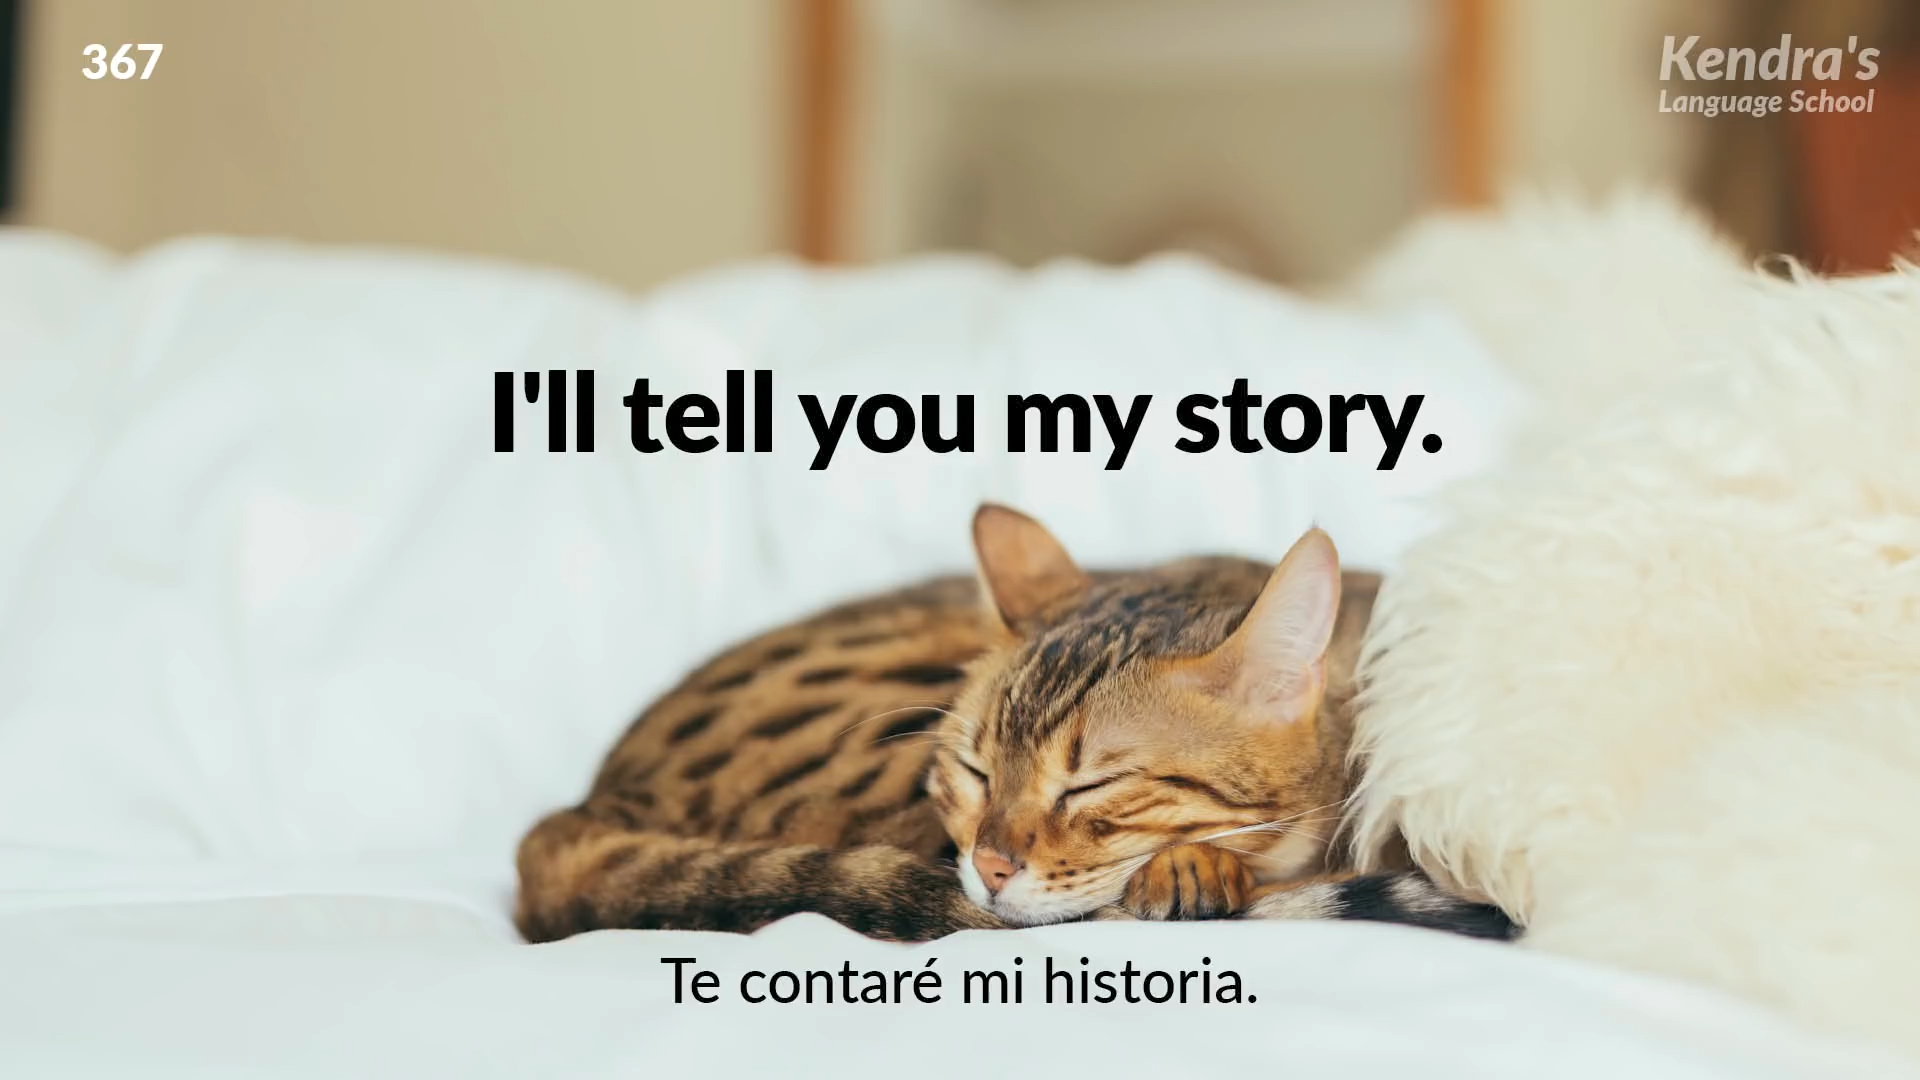 367
Kendra's
Language School
I'll tell you my story.
Te contaré mi historia.